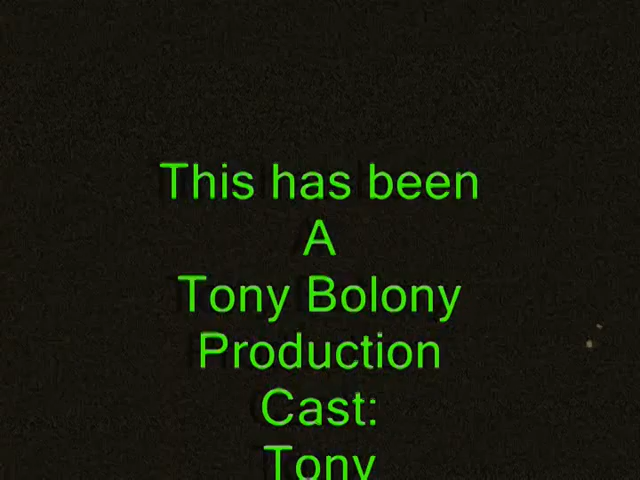 This has been
A
Tony Bolony
Production
Cast:
Tony